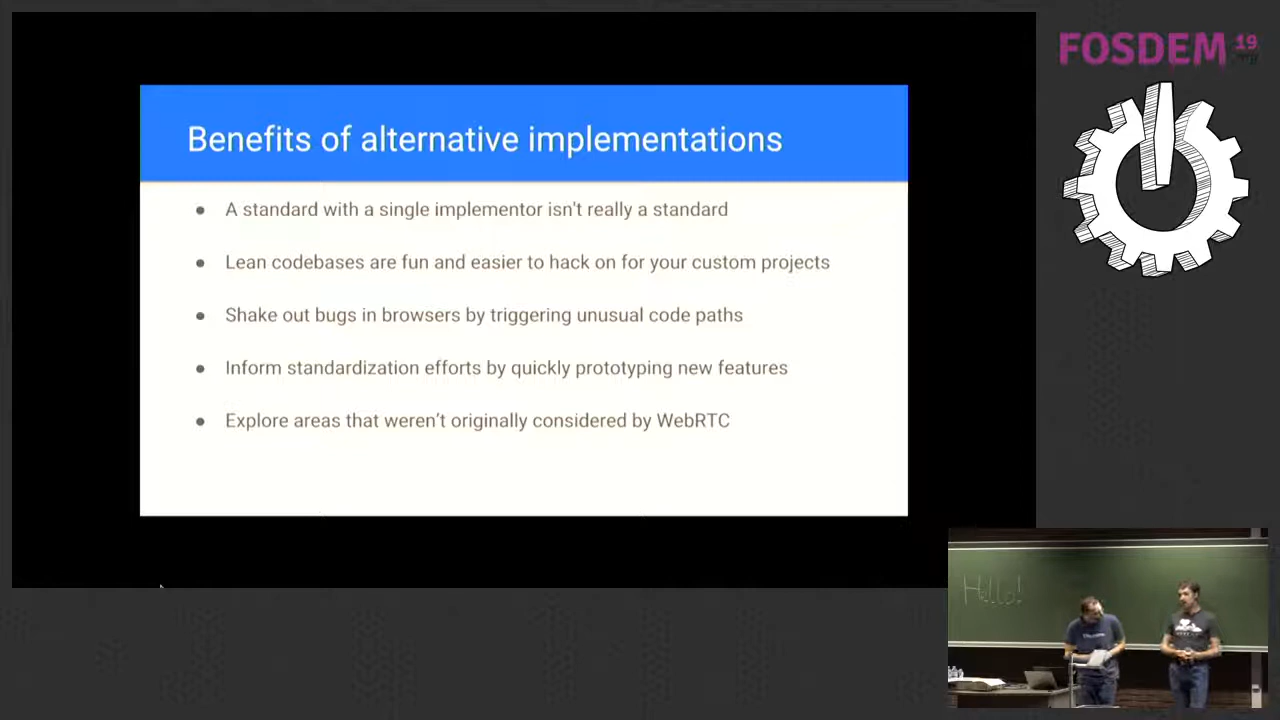 FOSDEM 19
.org
Benefits of alternative implementations
A standard with a single implementor isn't really a standard
Lean codebases are fun and easier to hack on for your custom projects
Shake out bugs in browsers by triggering unusual code paths
Inform standardization efforts by quickly prototyping new features
Explore areas that weren’t originally considered by WebRTC
Hello!